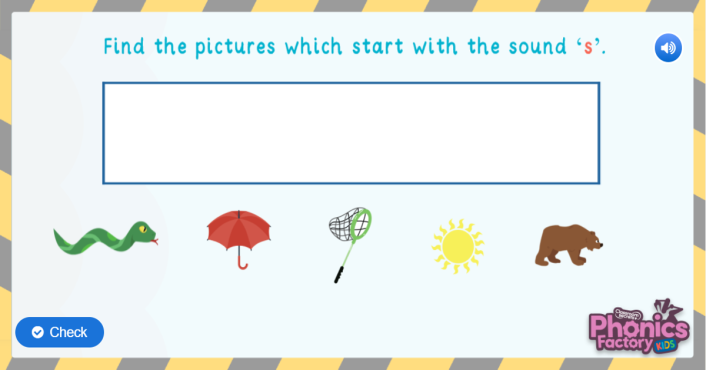 Find the pictures which start with the sound ‘s’.
Check
Phonics
Factory KIDS